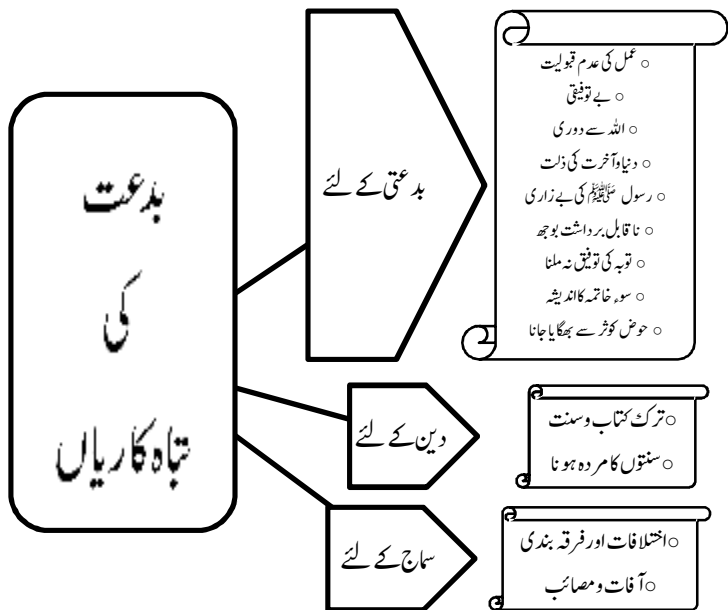 بدعت
کی
تباہ کاریاں
بدعتی کے لئے
○ عمل کی عدم قبولیت
○ بے توفیقی
○ اللہ سے دوری
○ دنیا و آخرت کی ذلت
○ رسول ﷺ کی بے زاری
○ ناقابل برداشت بوجھ
○ توبہ کی توفیق نہ ملنا
○ سوء خاتمہ کا اندیشہ
○ حوض کوثر سے بھگایا جانا
دین کے لئے
○ ترک کتاب و سنت
○ سنتوں کا مردہ ہونا
سماج کے لئے
○ اختلافات اور فرقہ بندی
○ آفات و مصائب